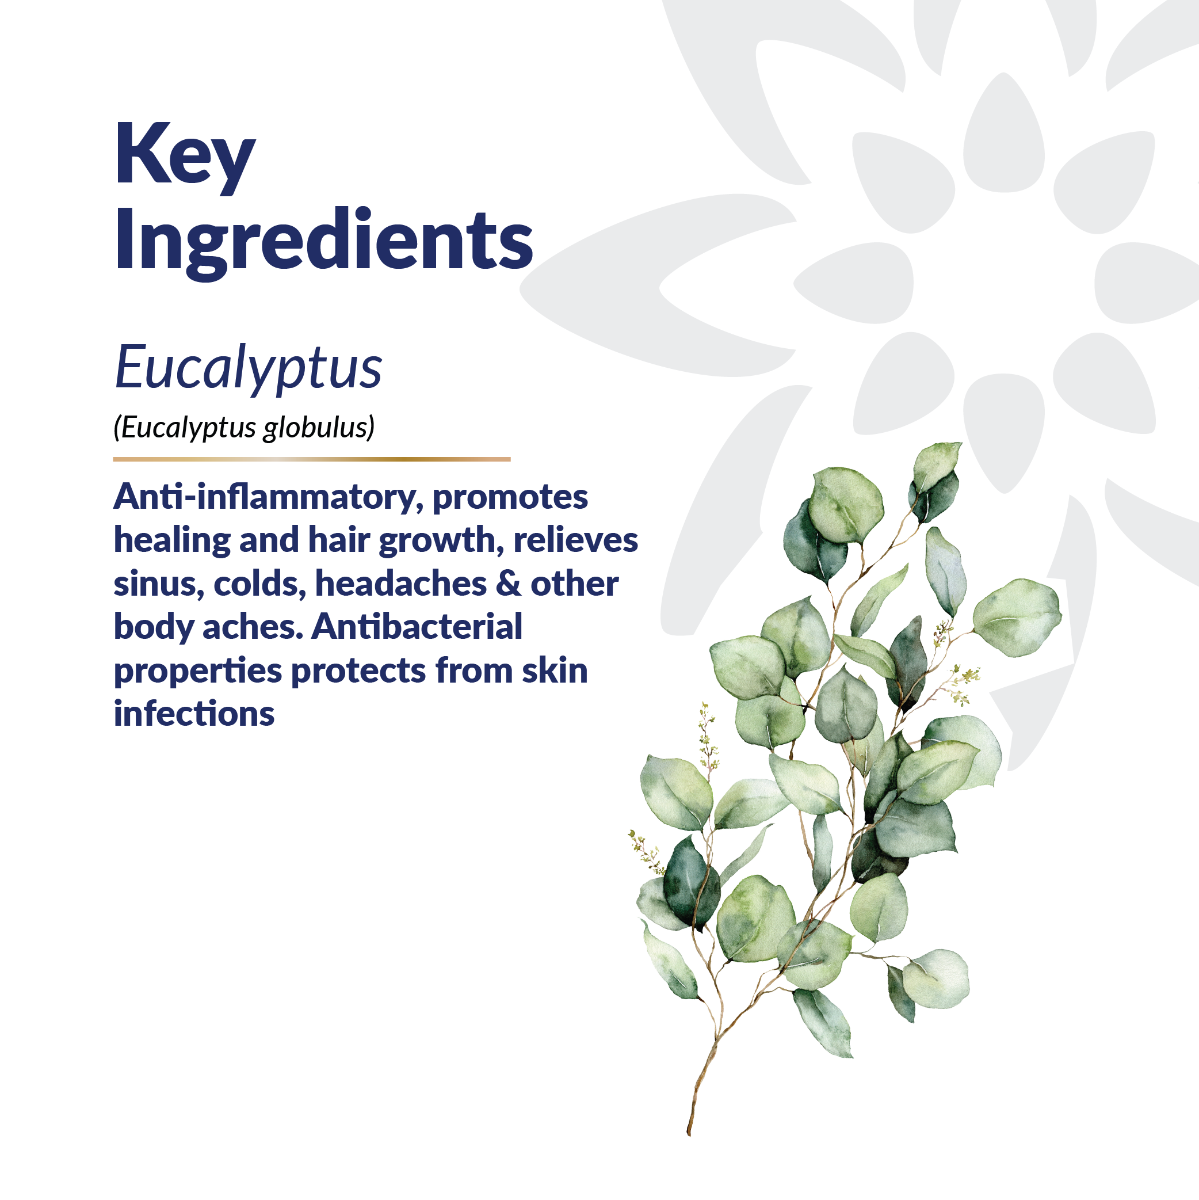 Key
Ingredients
Eucalyptus
(Eucalyptus globulus)
Anti-inflammatory, promotes
healing and hair growth, relieves
sinus, colds, headaches & other
body aches. Antibacterial
properties protects from skin
infections